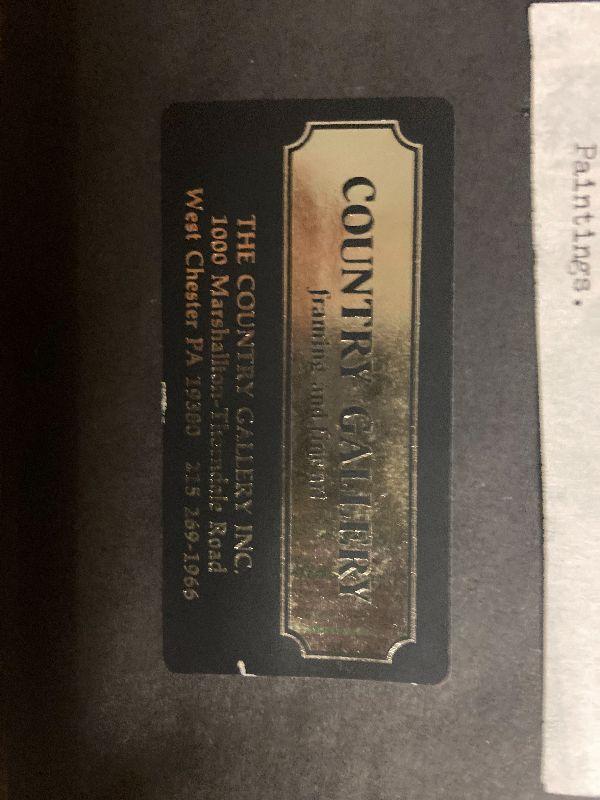 Paintings.
COUNTRY GALLERY
framing and fine art
THE COUNTRY GALLERY INC.
1000 Marshallton-Thorndale Road
West Chester PA 19380 215 269-1966